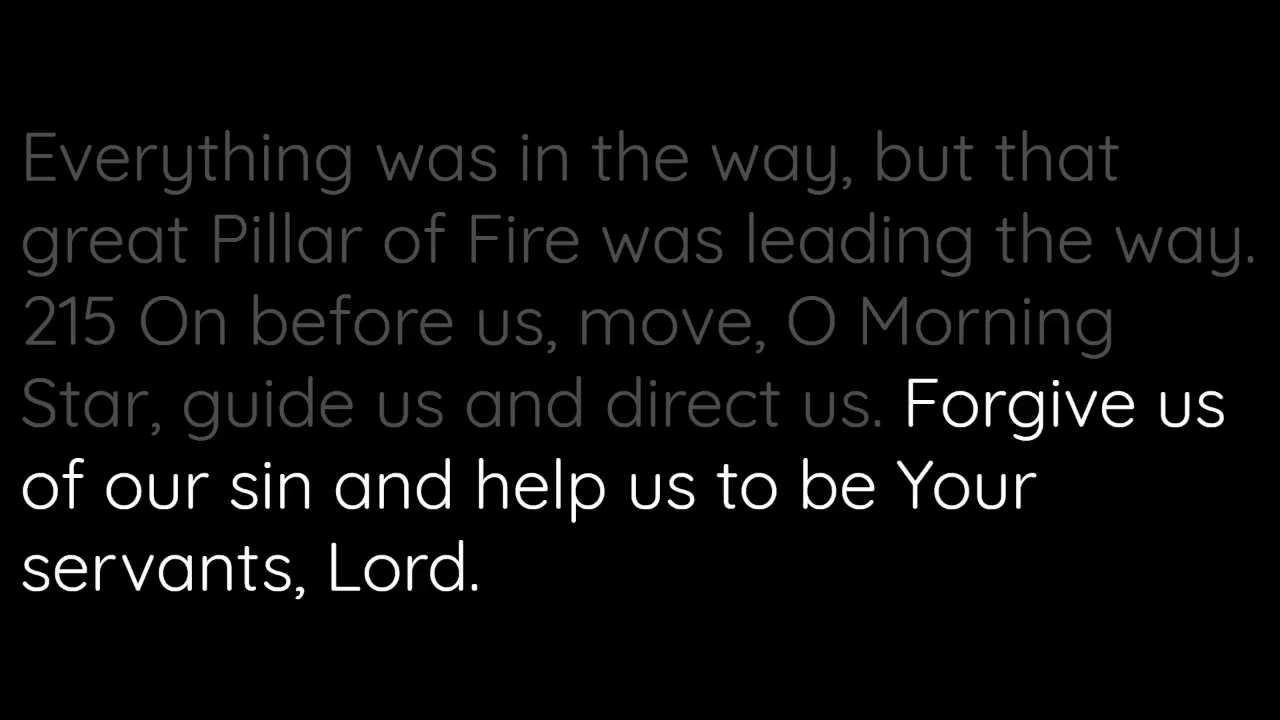 Everything was in the way, but that
great Pillar of Fire was leading the way.
215 On before us, move, O Morning
Star, guide us and direct us. Forgive us
of our sin and help us to be Your
servants, Lord.